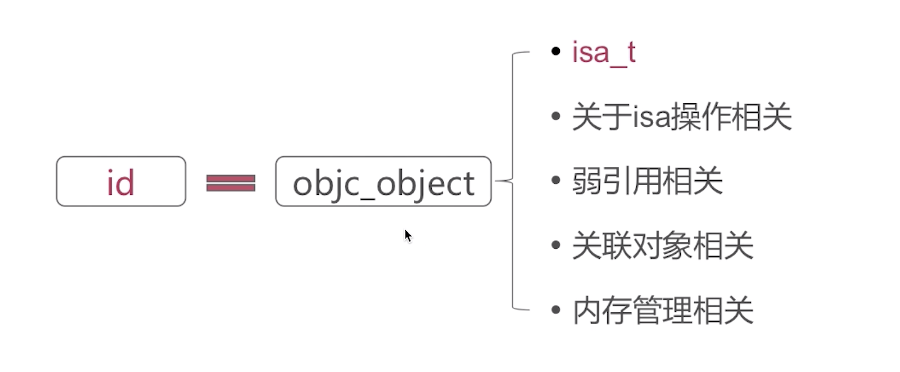 id
objc_object
isa_t
关于isa操作相关
弱引用相关
关联对象相关
内存管理相关